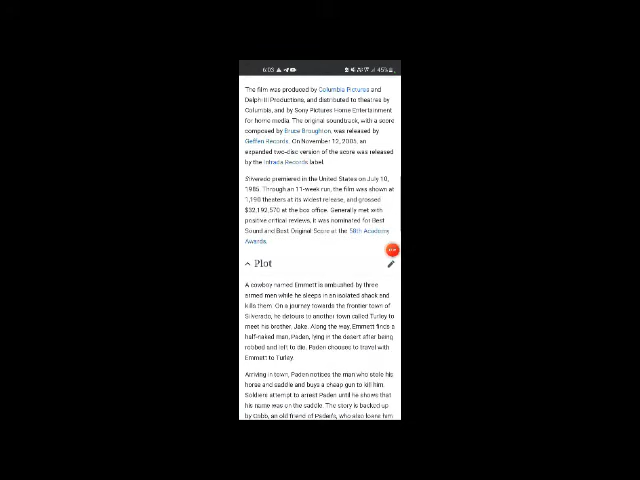 6:03
45%
The film was produced by Columbia Pictures and
Delphi III Productions, and distributed to theatres by
Columbia, and by Sony Pictures Home Entertainment
for home media. The original soundtrack, with a score
composed by Bruce Broughton, was released by
Geffen Records. On November 12, 2005, an
expanded two-disc version of the score was released
by the Intrada Records label.
Silverado premiered in the United States on July 10,
1985. Through an 11-week run, the film was shown at
1,190 theaters at its widest release, and grossed
$32,192,570 at the box office. Generally met with
positive critical reviews, it was nominated for Best
Sound and Best Original Score at the 58th Academy
Awards.
Plot
A cowboy named Emmett is ambushed by three
armed men while he sleeps in an isolated shack and
kills them. On a journey towards the frontier town of
Silverado, he detours to another town called Turley to
meet his brother, Jake. Along the way, Emmett finds a
half-naked man, Paden, lying in the desert after being
robbed and left to die. Paden chooses to travel with
Emmett to Turley.
Arriving in town, Paden notices the man who stole his
horse and saddle and buys a cheap gun to kill him.
Soldiers attempt to arrest Paden until he shows that
his name was on the saddle. The story is backed up
by Cobb, an old friend of Paden's, who also loans him